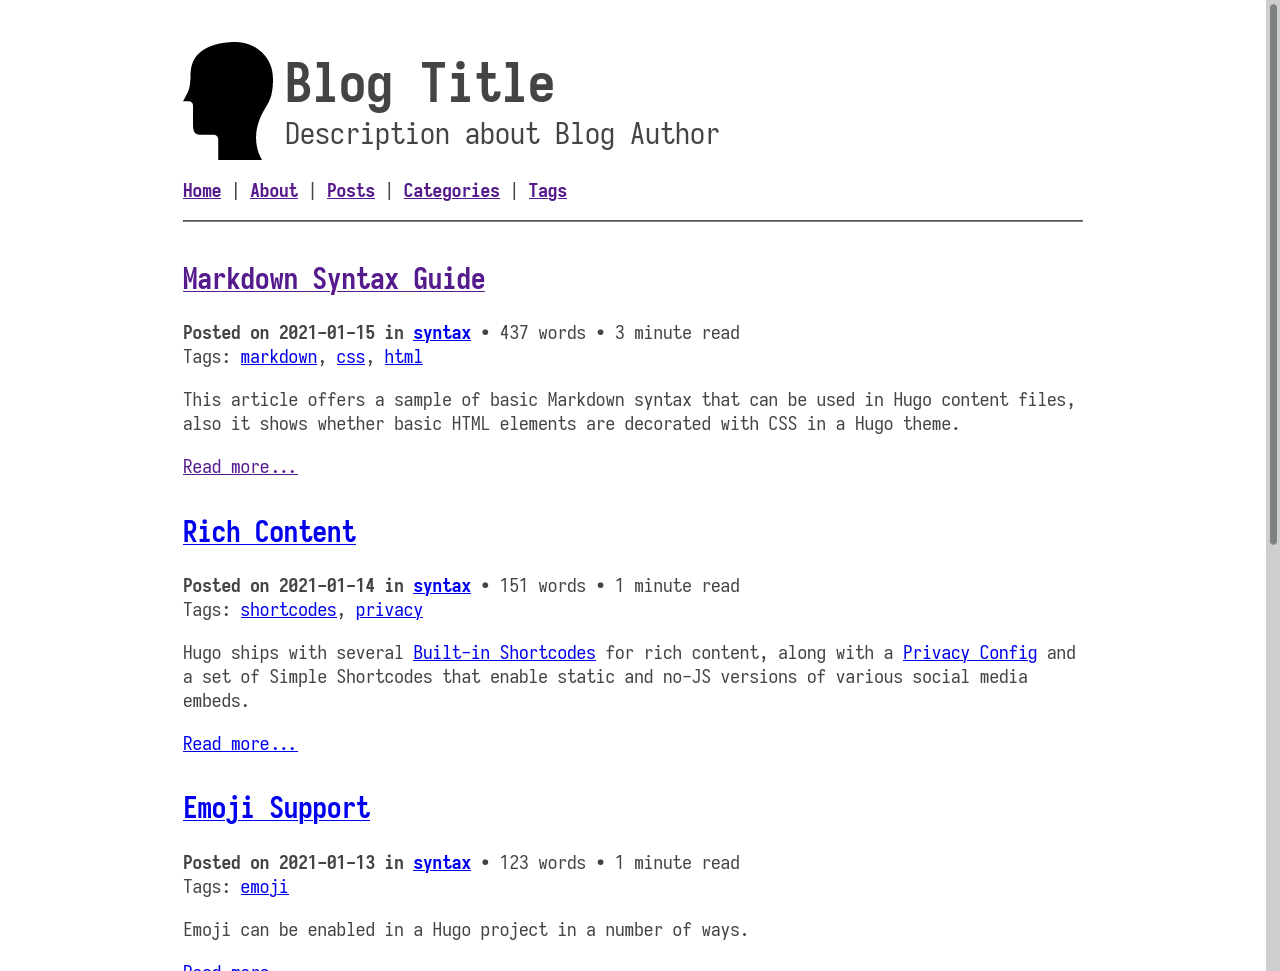 Blog Title
Description about Blog Author
Home | About | Posts | Categories | Tags
Markdown Syntax Guide
Posted on 2021-01-15 in syntax • 437 words • 3 minute read
Tags: markdown, css, html
This article offers a sample of basic Markdown syntax that can be used in Hugo content files,
also it shows whether basic HTML elements are decorated with CSS in a Hugo theme.
Read more...
Rich Content
Posted on 2021-01-14 in syntax • 151 words • 1 minute read
Tags: shortcodes, privacy
Hugo ships with several Built-in Shortcodes for rich content, along with a Privacy Config and
a set of Simple Shortcodes that enable static and no-JS versions of various social media
embeds.
Read more...
Emoji Support
Posted on 2021-01-13 in syntax • 123 words • 1 minute read
Tags: emoji
Emoji can be enabled in a Hugo project in a number of ways.
Read more...